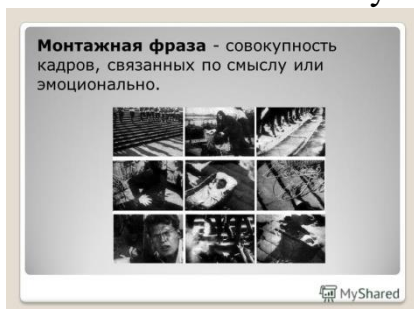 Монтажная фраза - совокупность
кадров, связанных по смыслу или
эмоционально.
MyShared